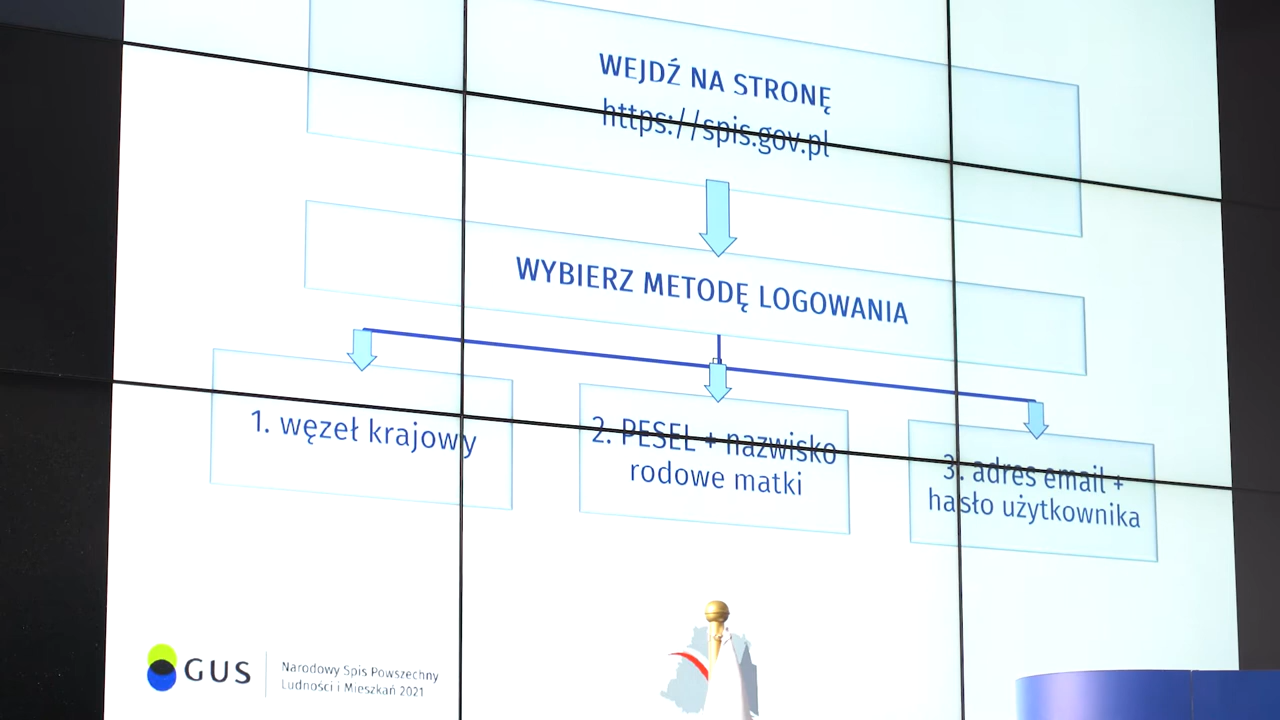 WEJDŹ NA STRONĘ
https://spis.gov.pl
WYBIERZ METODĘ LOGOWANIA
1. węzeł krajowy
2. PESEL + nazwisko
rodowe matki
3. adres email +
hasło użytkownika
GUS
Narodowy Spis Powszechny
Ludności i Mieszkań 2021